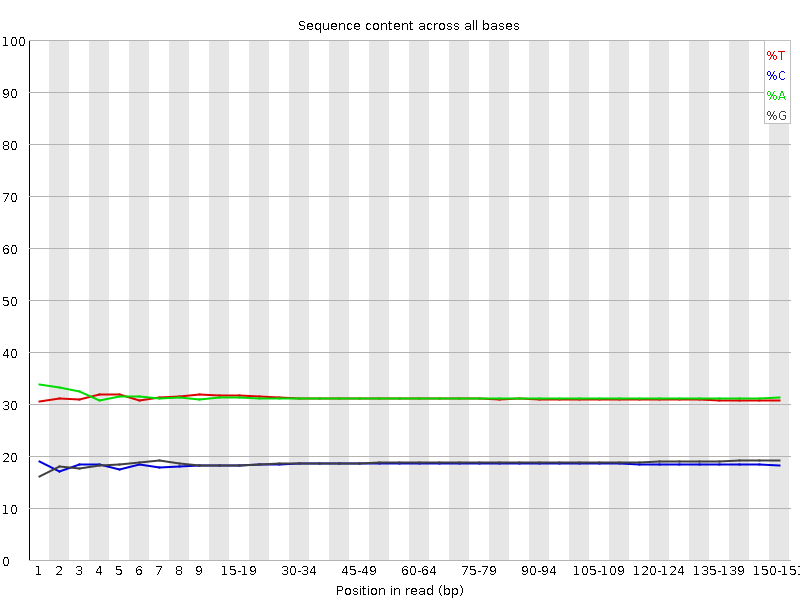 Sequence content across all bases
100
90
80
70
60
50
40
30
20
10
0
%T
%C
%A
%G
1 2 3 4 5 6 7 8 9 15-19 30-34 45-49 60-64 75-79 90-94 105-109 120-124 135-139 150-151
Position in read (bp)